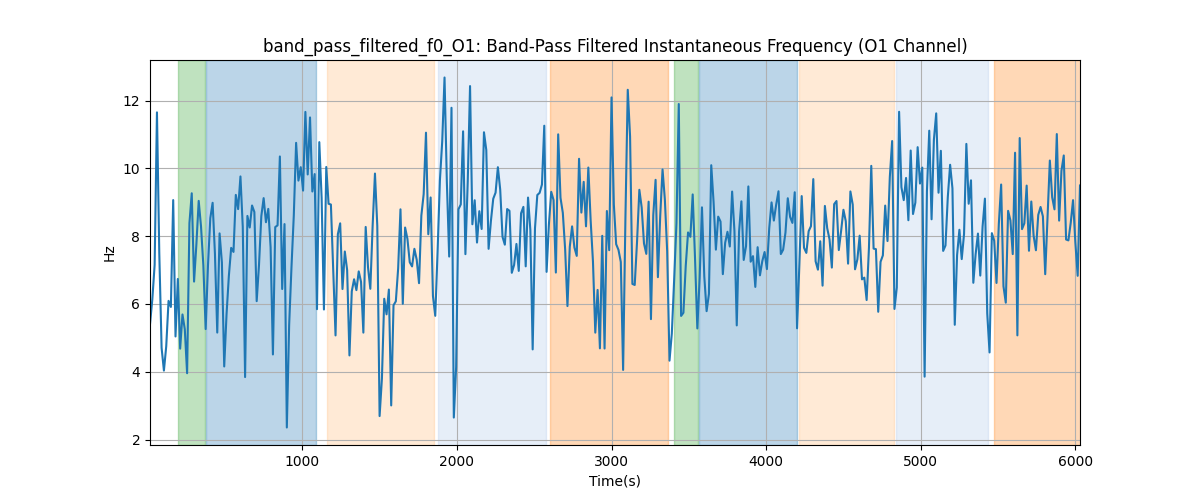 band_pass_filtered_f0_O1: Band-Pass Filtered Instantaneous Frequency (O1 Channel)
12
10
8
6
4
2
Hz
1000 2000 3000 4000 5000 6000
Time(s)